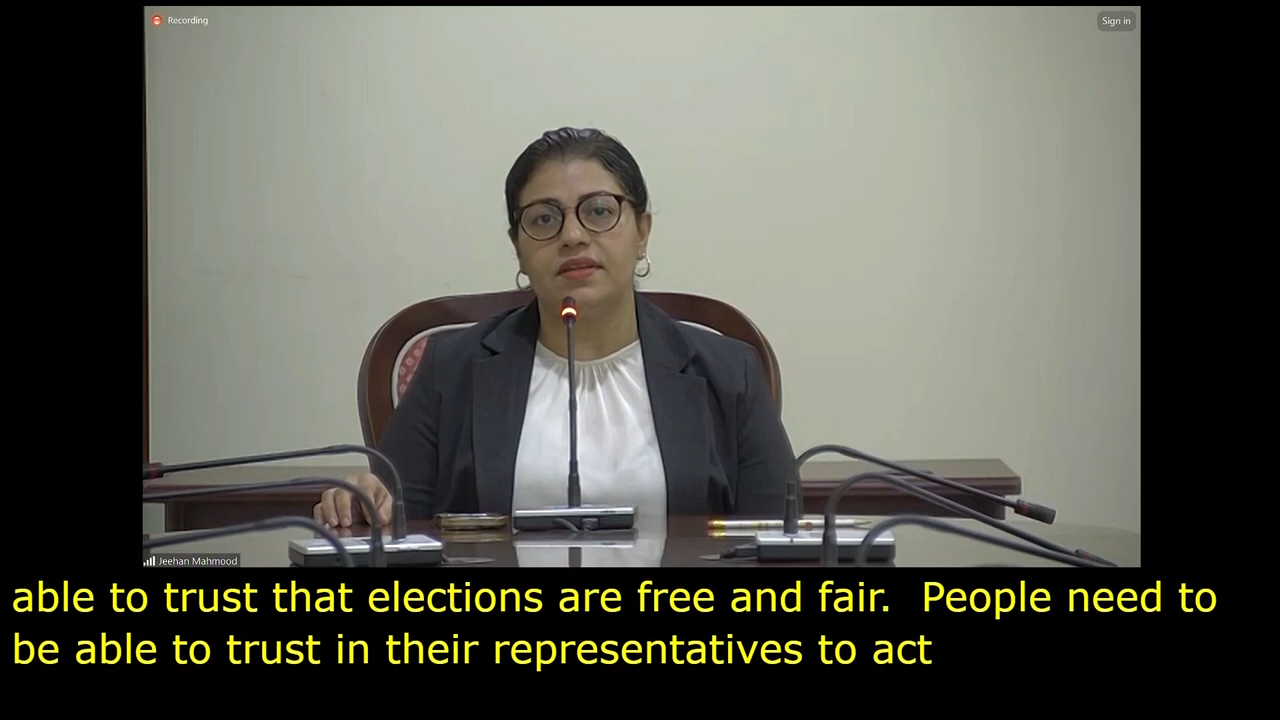 Recording
Sign in
Jeehan Mahmood
able to trust that elections are free and fair.  People need to
be able to trust in their representatives to act